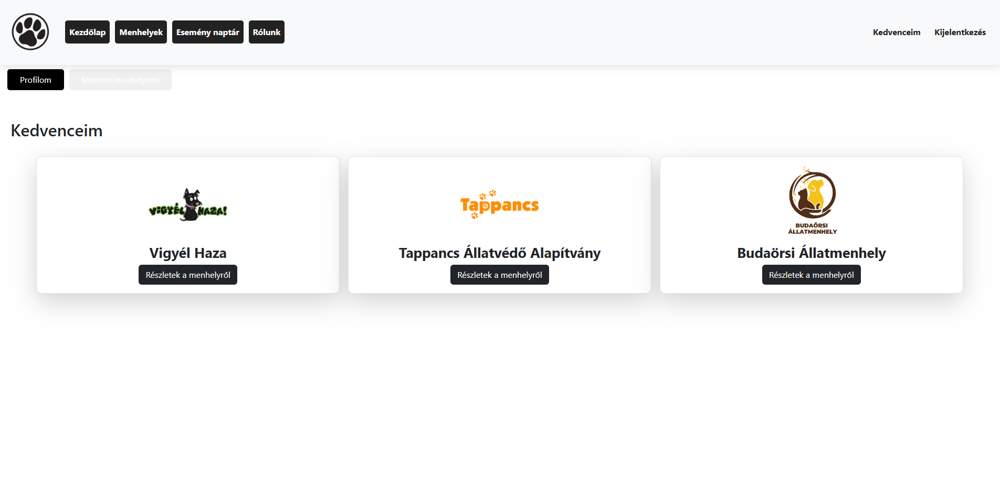 Kezdőlap Menhelyek Esemény naptár Rólunk Kedvenceim Kijelentkezés
Profilom Mentett menhelyeim
Kedvenceim
VIGYÉL HAZA!
Tappancs
BUDAÖRSI
ÁLLATMENHELY
Vigyél Haza
Tappancs Állatvédő Alapítvány
Budaörsi Állatmenhely
Részletek a menhelyről
Részletek a menhelyről
Részletek a menhelyről